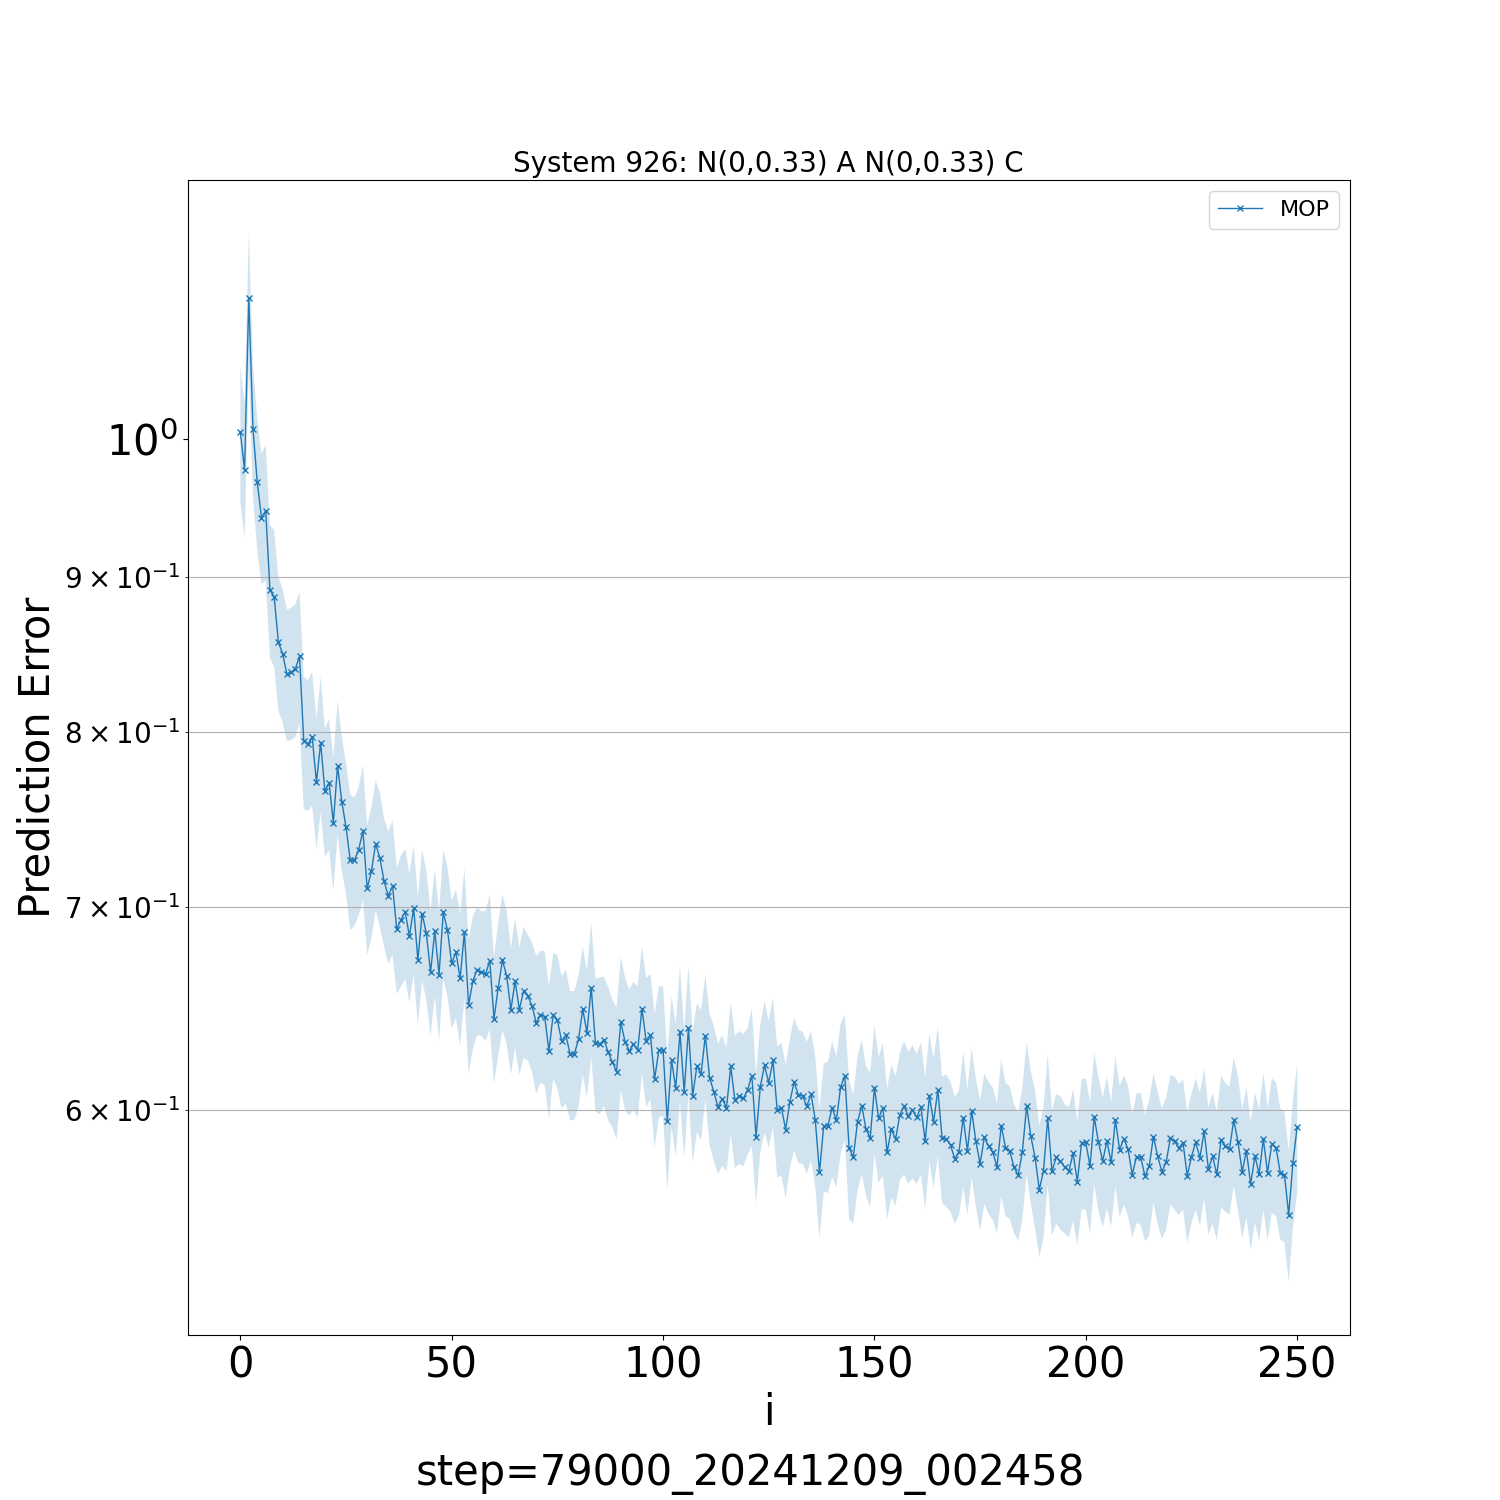 System 926: N(0,0.33) A N(0,0.33) C
MOP
Prediction Error
10⁰
9 × 10⁻¹
8 × 10⁻¹
7 × 10⁻¹
6 × 10⁻¹
0 50 100 150 200 250
i
step=79000_20241209_002458